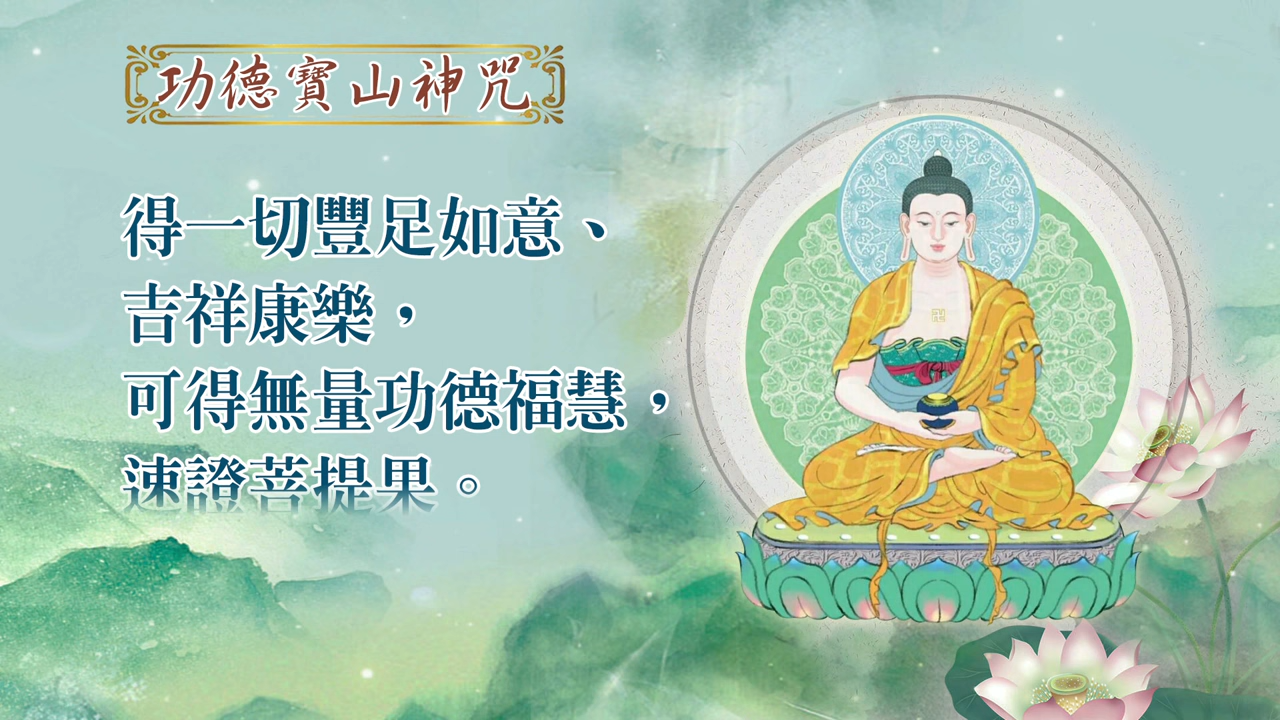 功德寶山神咒
得一切豐足如意、
吉祥康樂，
可得無量功德福慧，
速證菩提果。